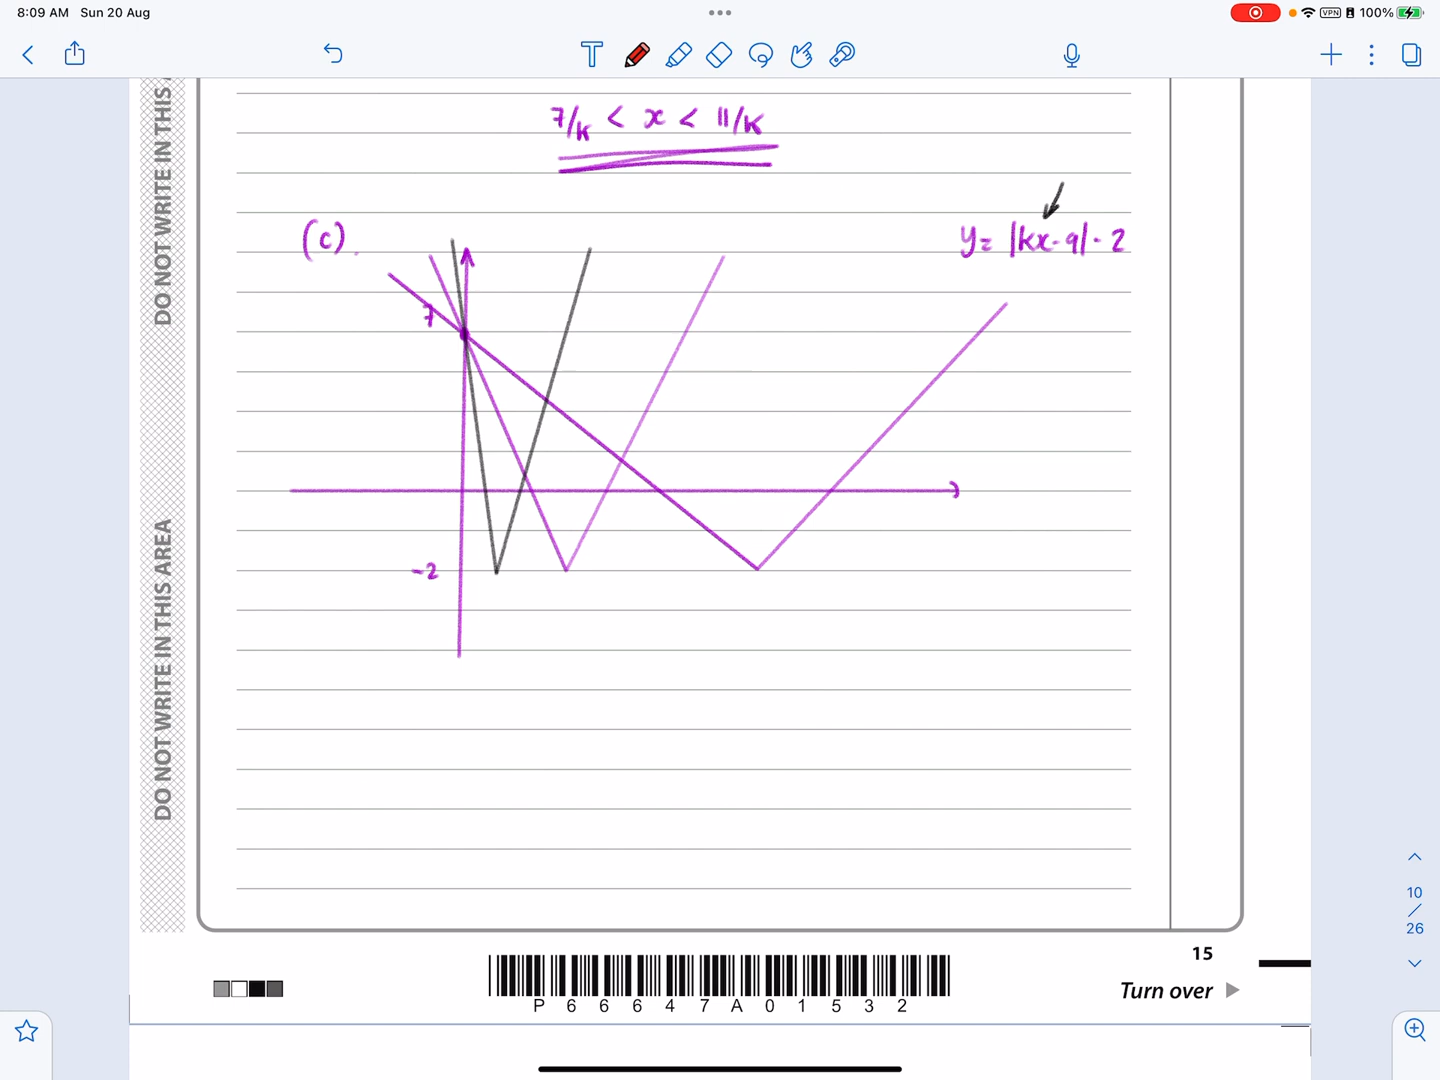 8:09 AM Sun 20 Aug
VPN 100%
T
DO NOT WRITE IN THIS
7/k < x < 11/k
(c).
y= |kx-9|-2
7
-2
DO NOT WRITE IN THIS AREA
10
/
26
15
P 6 6 6 4 7 A 0 1 5 3 2
Turn over